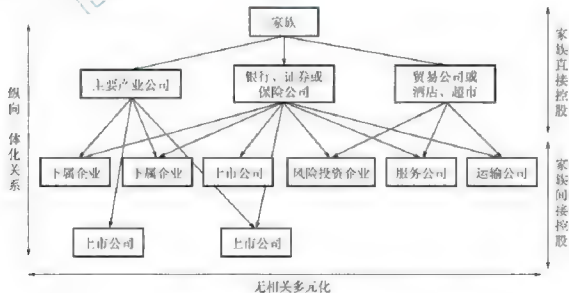 家族
主要产业公司
银行、证券或
保险公司
贸易公司或
酒店、超市
下属企业
下属企业
上市公司
风险投资企业
服务公司
运输公司
上市公司
上市公司
纵向一体化关系
家族直接控股
家族间接控股
无相关多元化